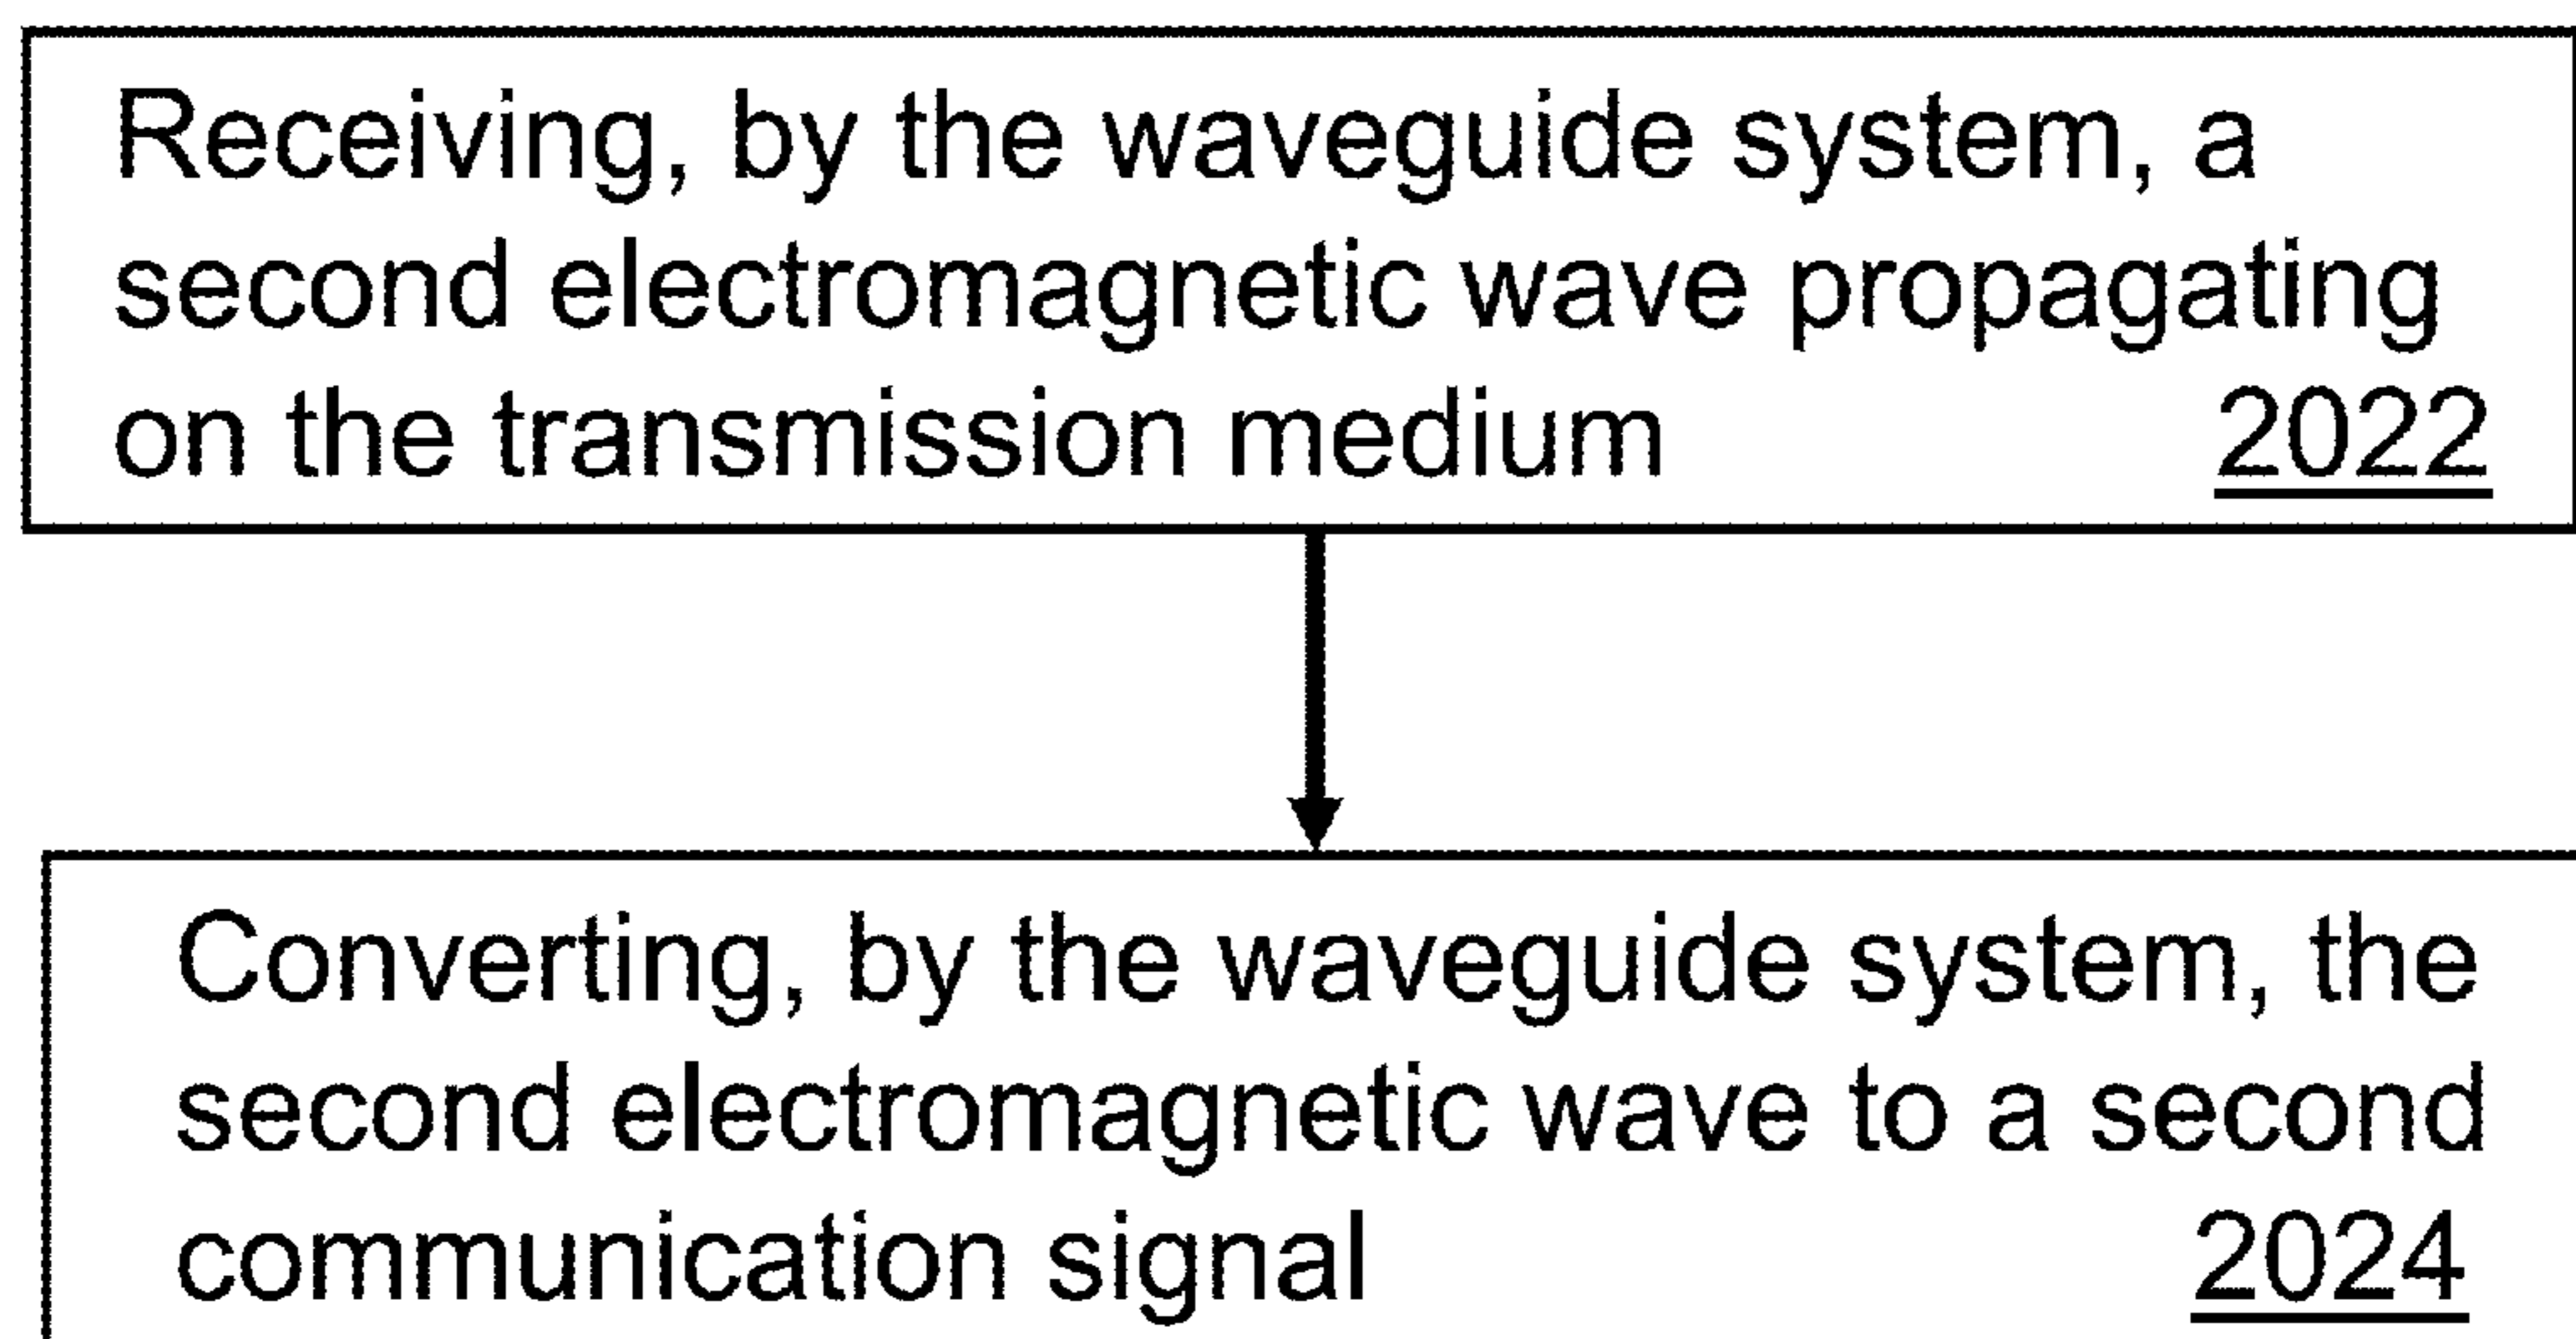 Receiving, by the waveguide system, a
second electromagnetic wave propagating
on the transmission medium 2022
Converting, by the waveguide system, the
second electromagnetic wave to a second
communication signal 2024